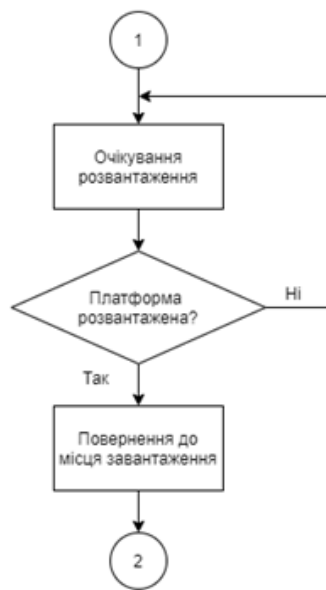 1
Очікування
розвантаження
Платформа
розвантажена?
Ні
Так
Повернення до
місця завантаження
2